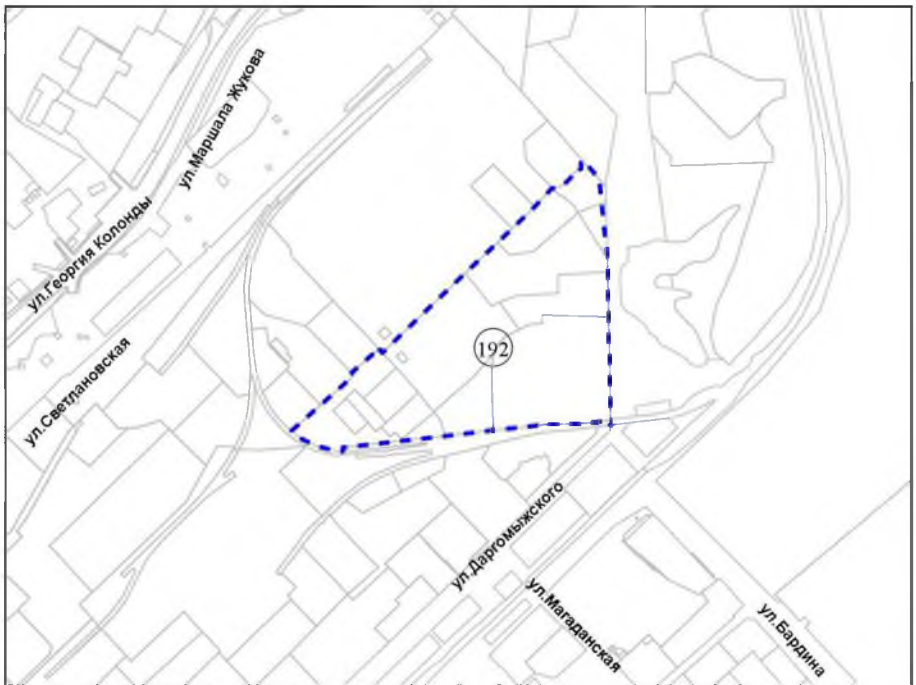 ул.Маршала Жукова
ул.Георгия Колонды
ул.Светлановская
192
ул.Даргомыжского
ул.Магаданская
ул.Бардина